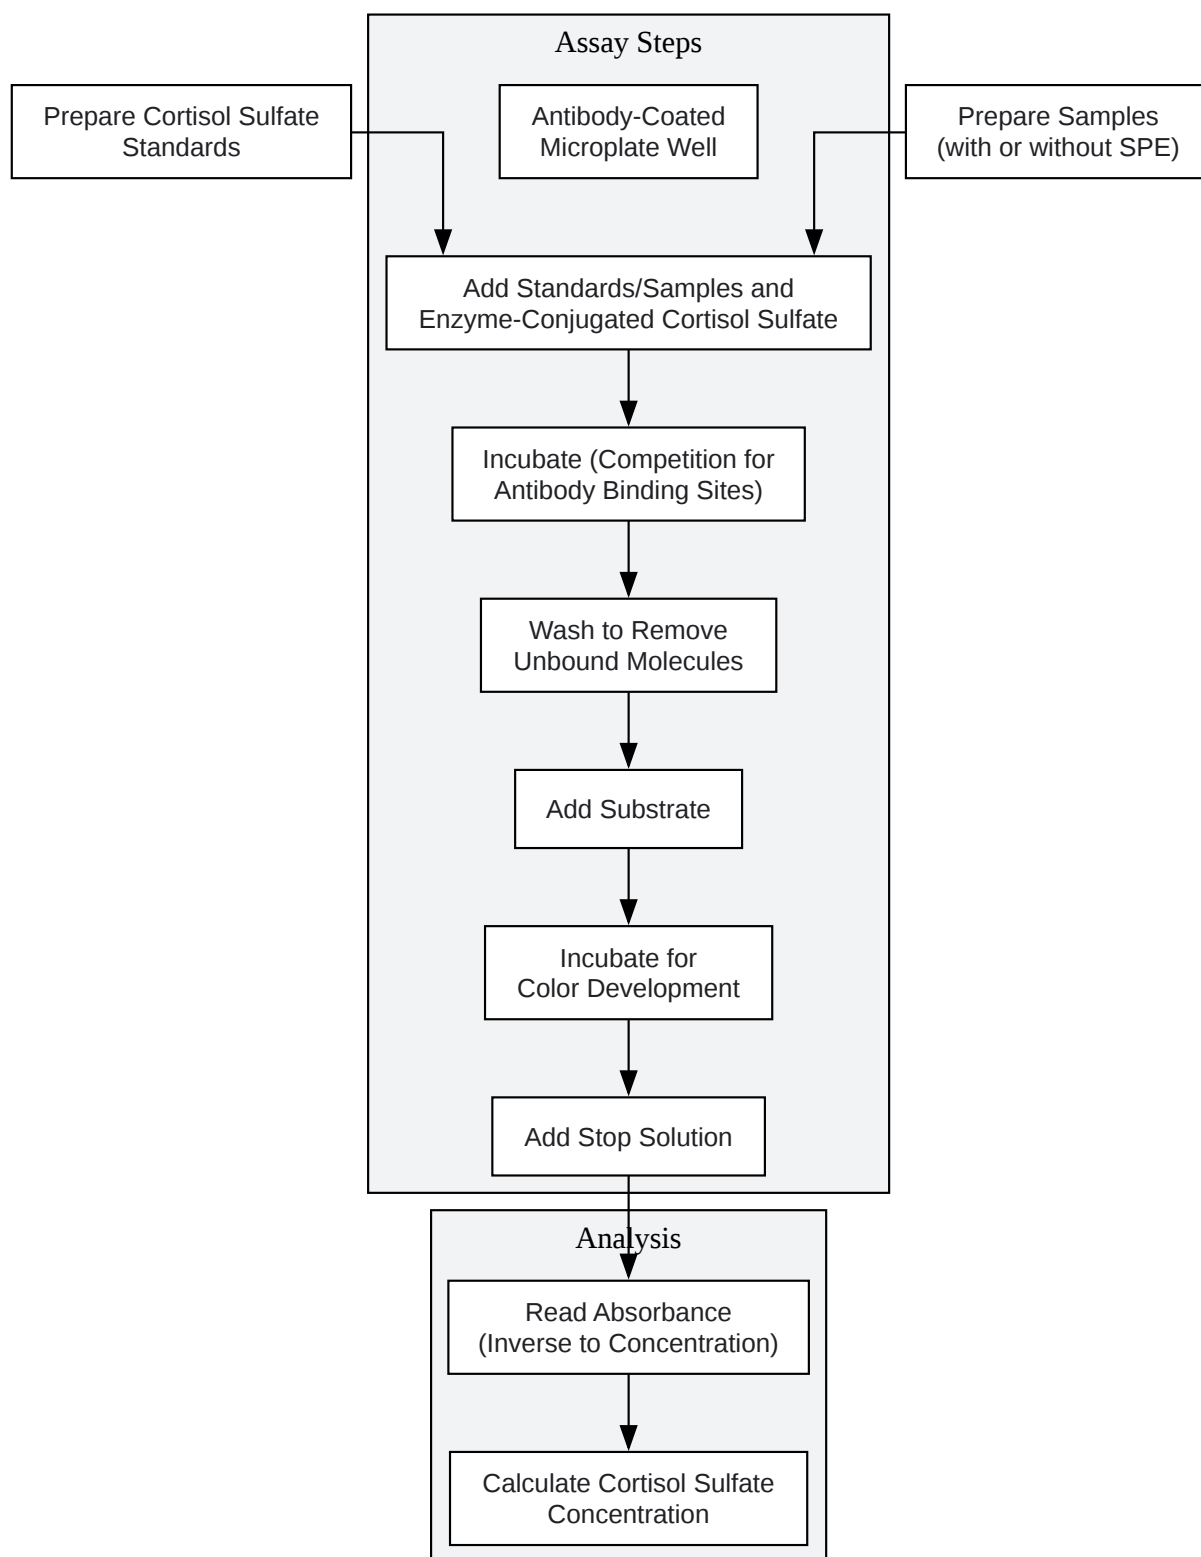 Assay Steps
Prepare Cortisol Sulfate
Standards
Antibody-Coated
Microplate Well
Prepare Samples
(with or without SPE)
Add Standards/Samples and
Enzyme-Conjugated Cortisol Sulfate
Incubate (Competition for
Antibody Binding Sites)
Wash to Remove
Unbound Molecules
Add Substrate
Incubate for
Color Development
Add Stop Solution
Analysis
Read Absorbance
(Inverse to Concentration)
Calculate Cortisol Sulfate
Concentration